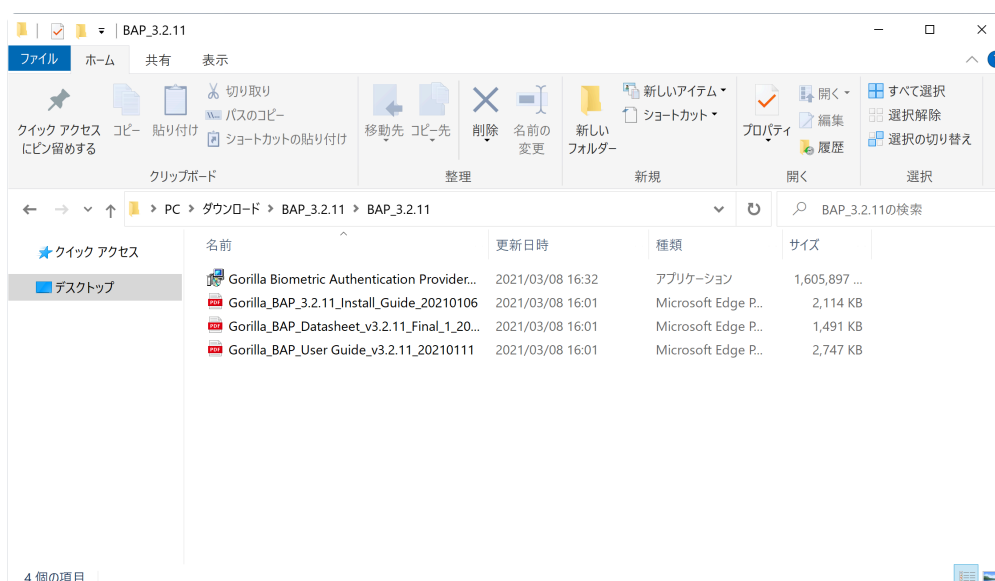 BAP_3.2.11
ファイル ホーム 共有 表示
クイック アクセス
にピン留めする
コピー
貼り付け
切り取り
パスのコピー
ショートカットの貼り付け
移動先
コピー先
削除
名前の
変更
新しい
フォルダー
新しいアイテム
ショートカット
プロパティ
開く
編集
履歴
すべて選択
選択解除
選択の切り替え
クリップボード 整理 新規 開く 選択
PC ダウンロード BAP_3.2.11 BAP_3.2.11
BAP_3.2.11の検索
クイック アクセス
デスクトップ
名前 更新日時 種類 サイズ
Gorilla Biometric Authentication Provider... 2021/03/08 16:32 アプリケーション 1,605,897 ...
PDF Gorilla_BAP_3.2.11_Install_Guide_20210106 2021/03/08 16:01 Microsoft Edge P... 2,114 KB
PDF Gorilla_BAP_Datasheet_v3.2.11_Final_1_20... 2021/03/08 16:01 Microsoft Edge P... 1,491 KB
PDF Gorilla_BAP_User Guide_v3.2.11_20210111 2021/03/08 16:01 Microsoft Edge P... 2,747 KB
4 個の項目